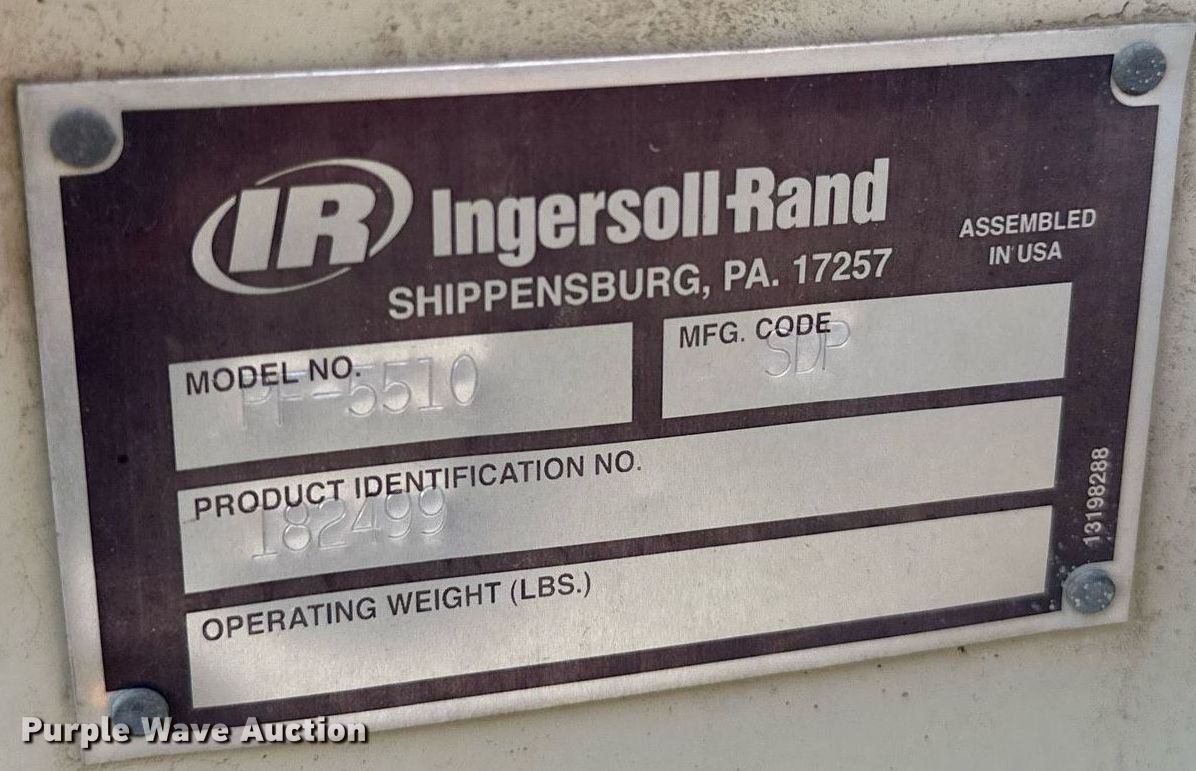 IR Ingersoll-Rand
SHIPPENSBURG, PA. 17257
ASSEMBLED
IN USA
MODEL NO.
PF-5510
MFG. CODE
SDP
PRODUCT IDENTIFICATION NO.
182499
OPERATING WEIGHT (LBS.)
13198288
Purple Wave Auction